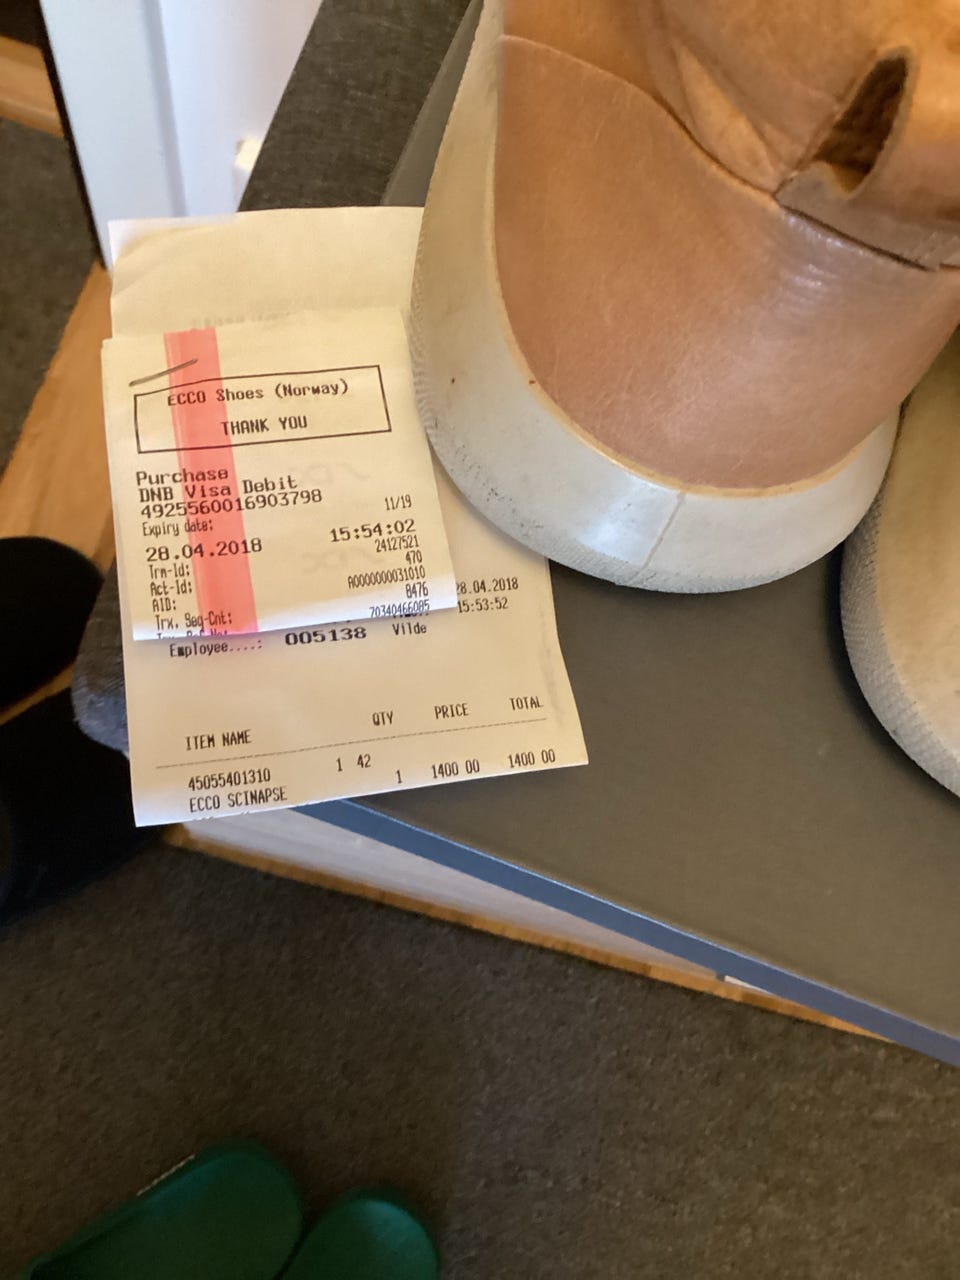 ECCO Shoes (Norway)
THANK YOU
Purchase
DNB Visa Debit
4925560016903798
Expiry date: 11/19
28.04.2018 15:54:02
Trm-Id: 24127521
Act-Id: 470
AID: A0000000031010
Trx. Seq-Cnt: 8476
70340466085
28.04.2018
15:53:52
Employee....: 005138 Vilde
ITEM NAME QTY PRICE TOTAL
45055401310 1 42
ECCO SCINAPSE 1 1400 00 1400 00